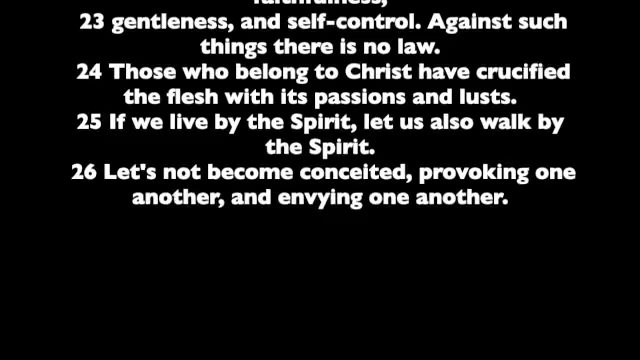 faithfulness,
23 gentleness, and self-control. Against such
things there is no law.
24 Those who belong to Christ have crucified
the flesh with its passions and lusts.
25 If we live by the Spirit, let us also walk by
the Spirit.
26 Let's not become conceited, provoking one
another, and envying one another.